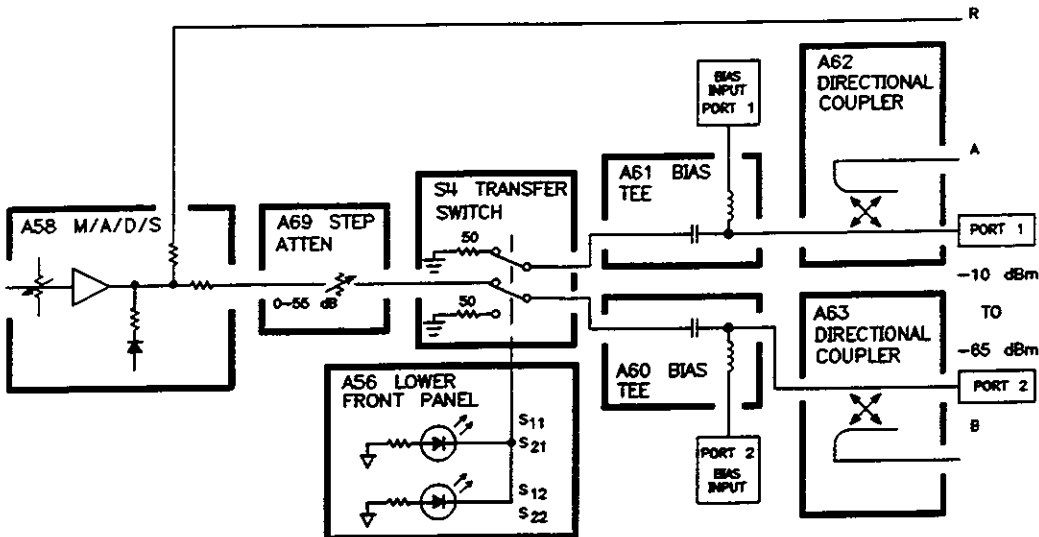 R
A62
DIRECTIONAL
COUPLER
BIAS
INPUT
PORT 1
A
A61 BIAS
TEE
S4 TRANSFER
SWITCH
A58 M/A/D/S
A69 STEP
ATTEN
50
PORT 1
0-55 dB
-10 dBm
50
A63
DIRECTIONAL
COUPLER
TO
-65 dBm
A60 BIAS
TEE
A56 LOWER
FRONT PANEL
PORT 2
S11
B
S21
PORT 2
BIAS
INPUT
S12
S22